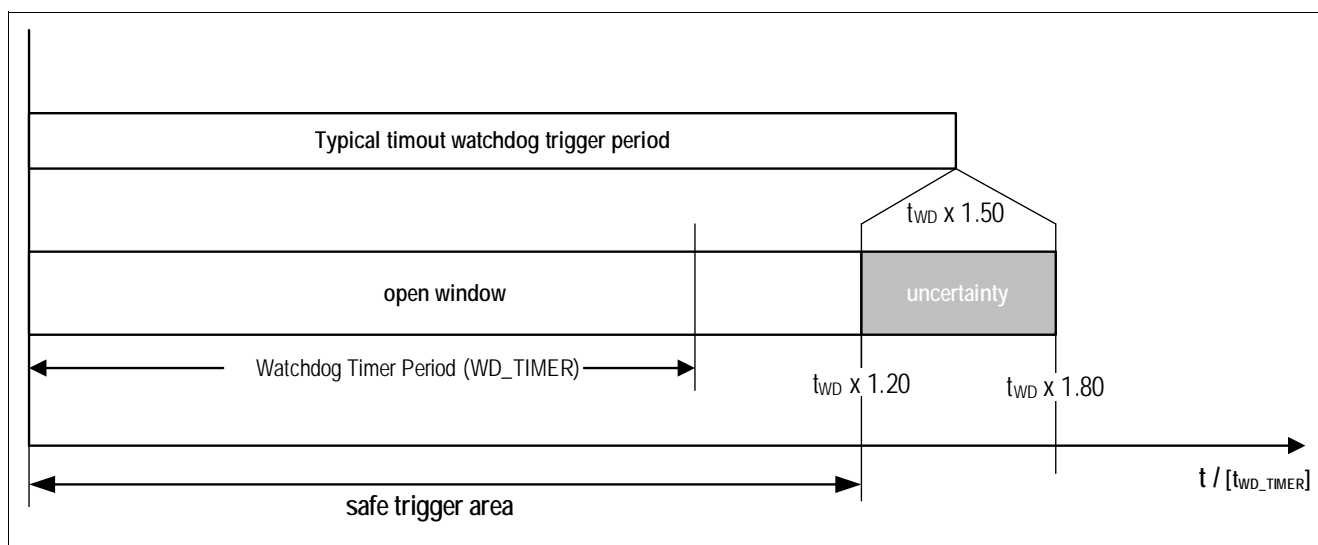 Typical timout watchdog trigger period
tWD x 1.50
open window
uncertainty
Watchdog Timer Period (WD_TIMER)
tWD x 1.20
tWD x 1.80
t / [tWD_TIMER]
safe trigger area